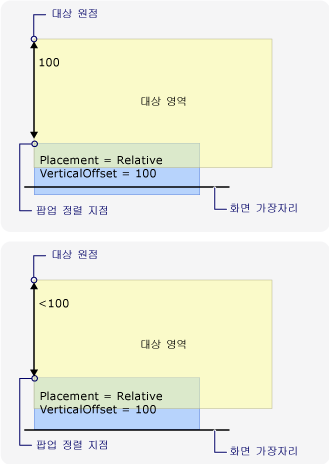 대상 원점
100
대상 영역
Placement = Relative
VerticalOffset = 100
팝업 정렬 지점
화면 가장자리
대상 원점
<100
대상 영역
Placement = Relative
VerticalOffset = 100
팝업 정렬 지점
화면 가장자리